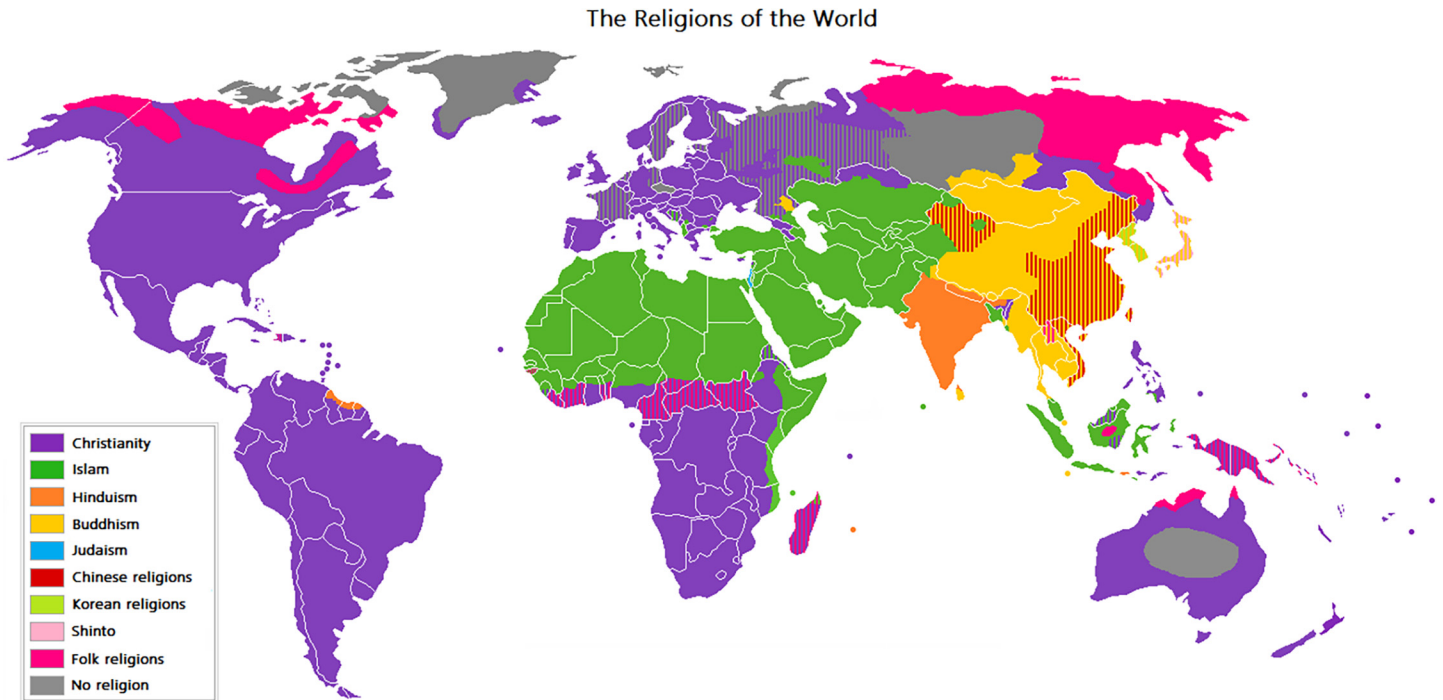 The Religions of the World
Christianity
Islam
Hinduism
Buddhism
Judaism
Chinese religions
Korean religions
Shinto
Folk religions
No religion